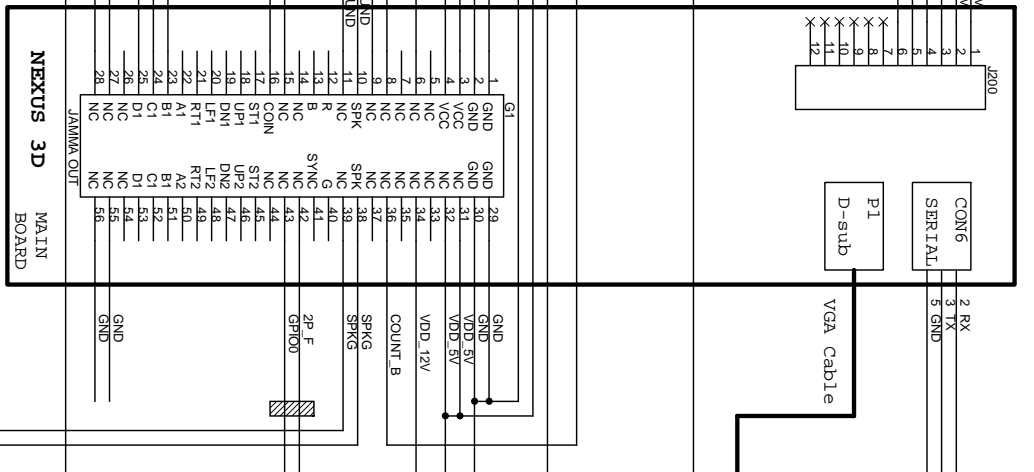 J200
1
2
3
4
5
6
7
8
9
10
11
12
CON6
SERIAL
2 RX
3 TX
5 GND
P1
D-sub
VGA Cable
G1
1 GND GND 29 GND
2 GND GND 30 GND
3 VCC NC 31 VDD_5V
4 VCC NC 32 VDD_5V
5 NC NC 33
6 NC NC 34 VDD_12V
7 NC NC 35
8 NC NC 36 COUNT_B
9 NC NC 37
10 SPK SPK 38 SPKG
11 NC NC 39 SPKG
12 R G 40
13 B SYNC 41
14 NC NC 42 2P_F
15 NC NC 43 GPIO0
16 COIN NC 44
17 ST1 ST2 45
18 UP1 UP2 46
19 DN1 DN2 47
20 LF1 LF2 48
21 RT1 RT2 49
22 A1 A2 50
23 B1 B1 51
24 C1 C1 52
25 D1 D1 53
26 NC NC 54
27 NC NC 55 GND
28 NC NC 56 GND
JAMMA OUT
NEXUS 3D
MAIN
BOARD